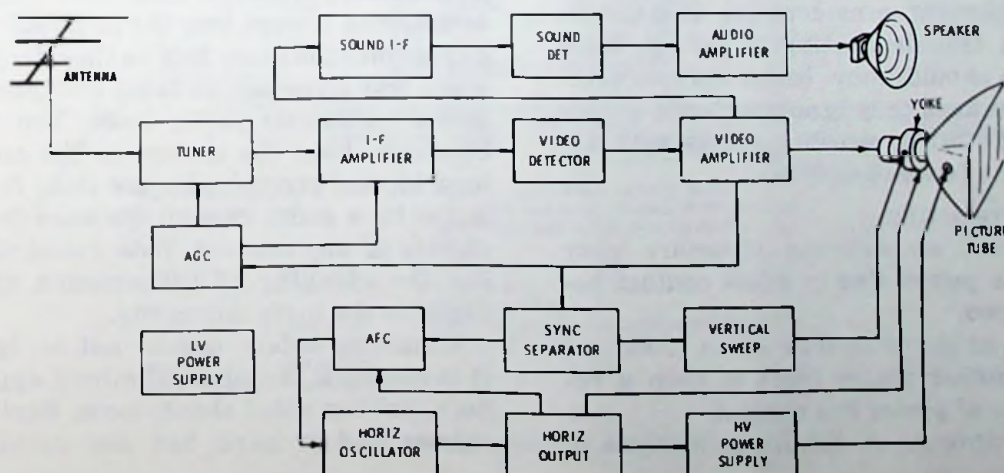 ANTENNA
SOUND I-F
SOUND
DET
AUDIO
AMPLIFIER
SPEAKER
YOKE
TUNER
I-F
AMPLIFIER
VIDEO
DETECTOR
VIDEO
AMPLIFIER
PICTURE
TUBE
AGC
LV
POWER
SUPPLY
AFC
SYNC
SEPARATOR
VERTICAL
SWEEP
HORIZ
OSCILLATOR
HORIZ
OUTPUT
HV
POWER
SUPPLY